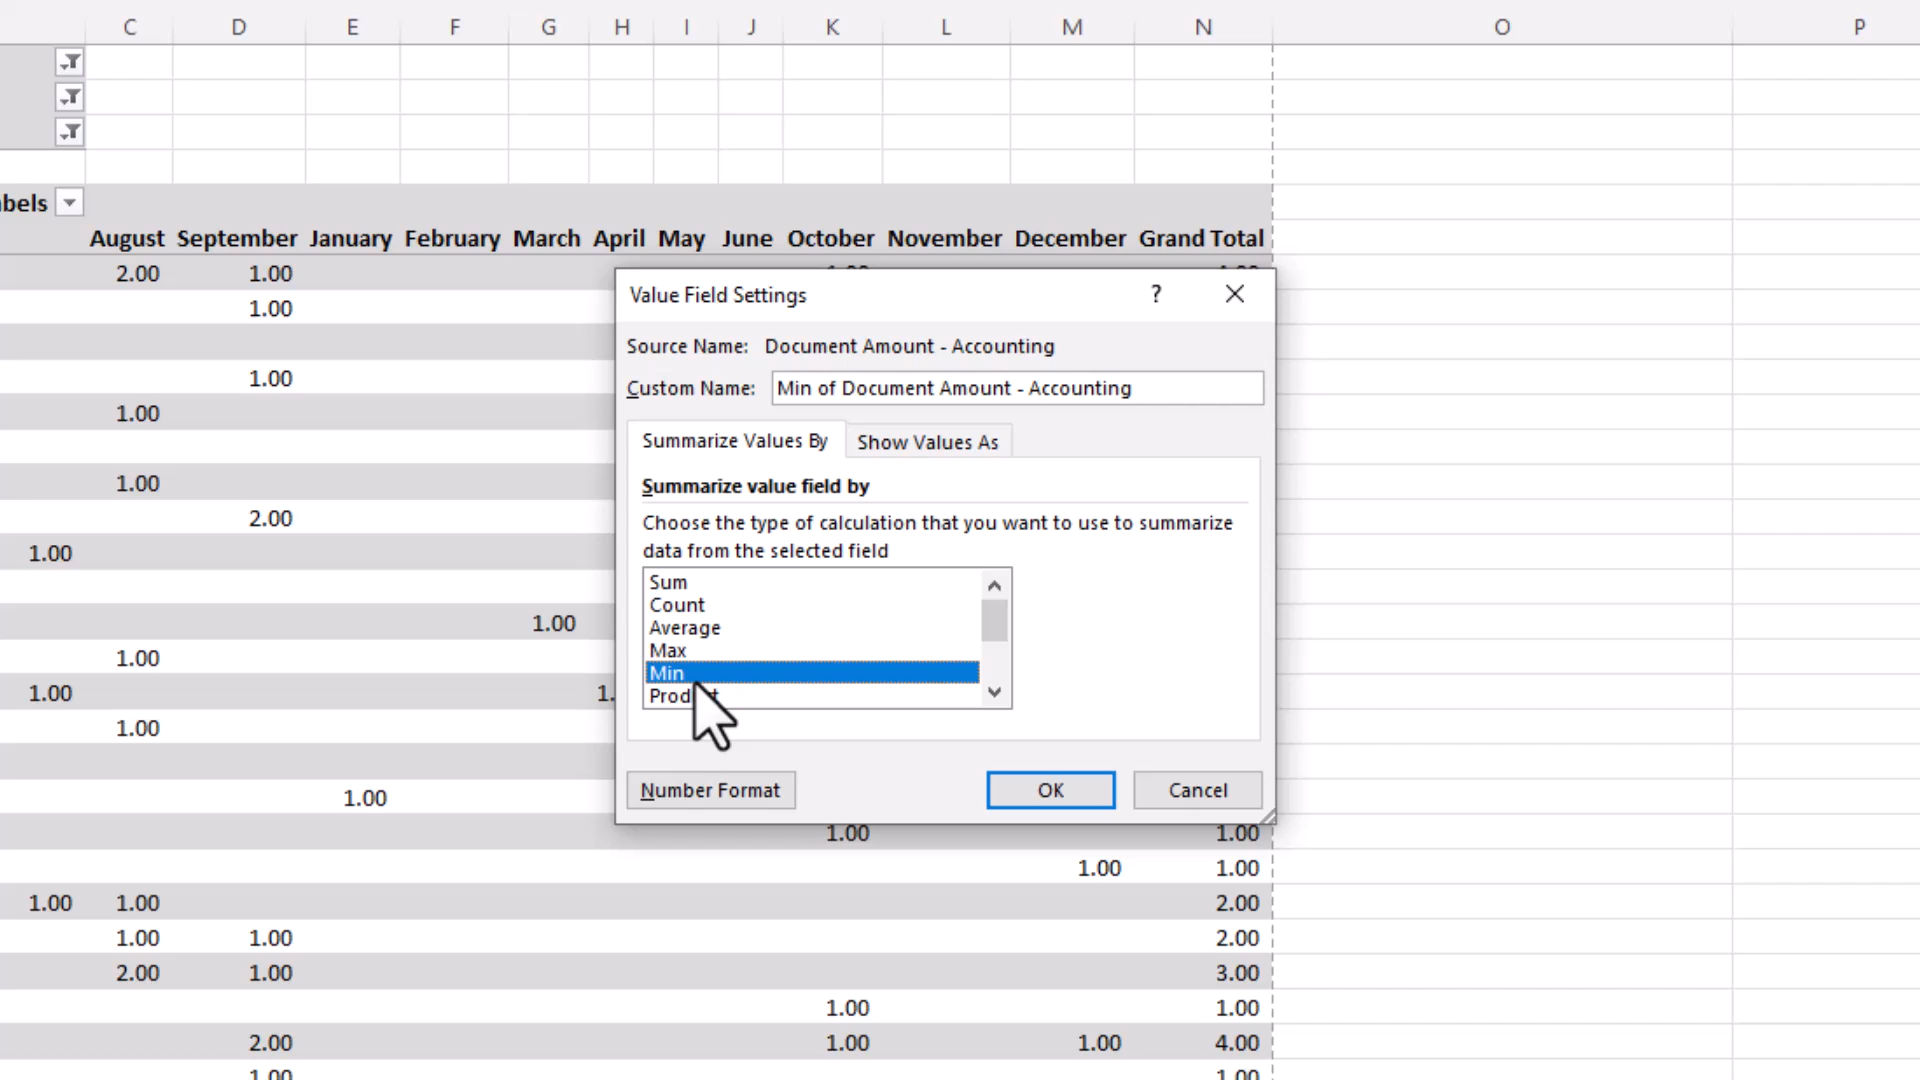 C D E F G H I J K L M N O P
abels
August September January February March April May June October November December Grand Total
2.00 1.00
1.00
1.00
1.00
1.00
2.00
1.00
1.00
1.00
1.00 1.
1.00
1.00
1.00 1.00
1.00 1.00
1.00 1.00 2.00
1.00 1.00 2.00
2.00 1.00 3.00
1.00 1.00
2.00 1.00 1.00 4.00
1.00 1.00
Value Field Settings ?
Source Name: Document Amount - Accounting
Custom Name: Min of Document Amount - Accounting
Summarize Values By Show Values As
Summarize value field by
Choose the type of calculation that you want to use to summarize
data from the selected field
Sum
Count
Average
Max
Min
Number Format OK Cancel